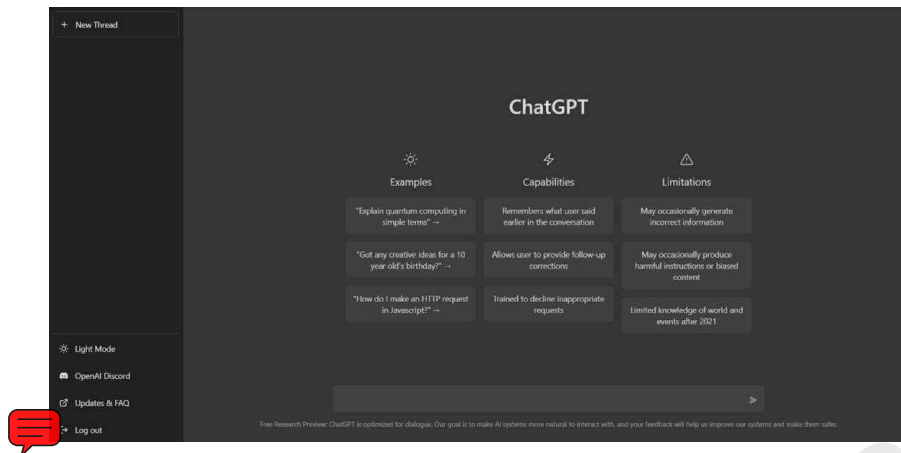 + New Thread
ChatGPT
Examples
"Explain quantum computing in
simple terms" →
"Got any creative ideas for a 10
year old's birthday?" →
"How do I make an HTTP request
in Javascript?" →
Capabilities
Remembers what user said
earlier in the conversation
Allows user to provide follow-up
corrections
Trained to decline inappropriate
requests
Limitations
May occasionally generate
incorrect information
May occasionally produce
harmful instructions or biased
content
Limited knowledge of world and
events after 2021
Light Mode
OpenAI Discord
Updates & FAQ
Log out
Free Research Preview: ChatGPT is optimized for dialogue. Our goal is to make AI systems more natural to interact with, and your feedback will help us improve our systems and make them safer.